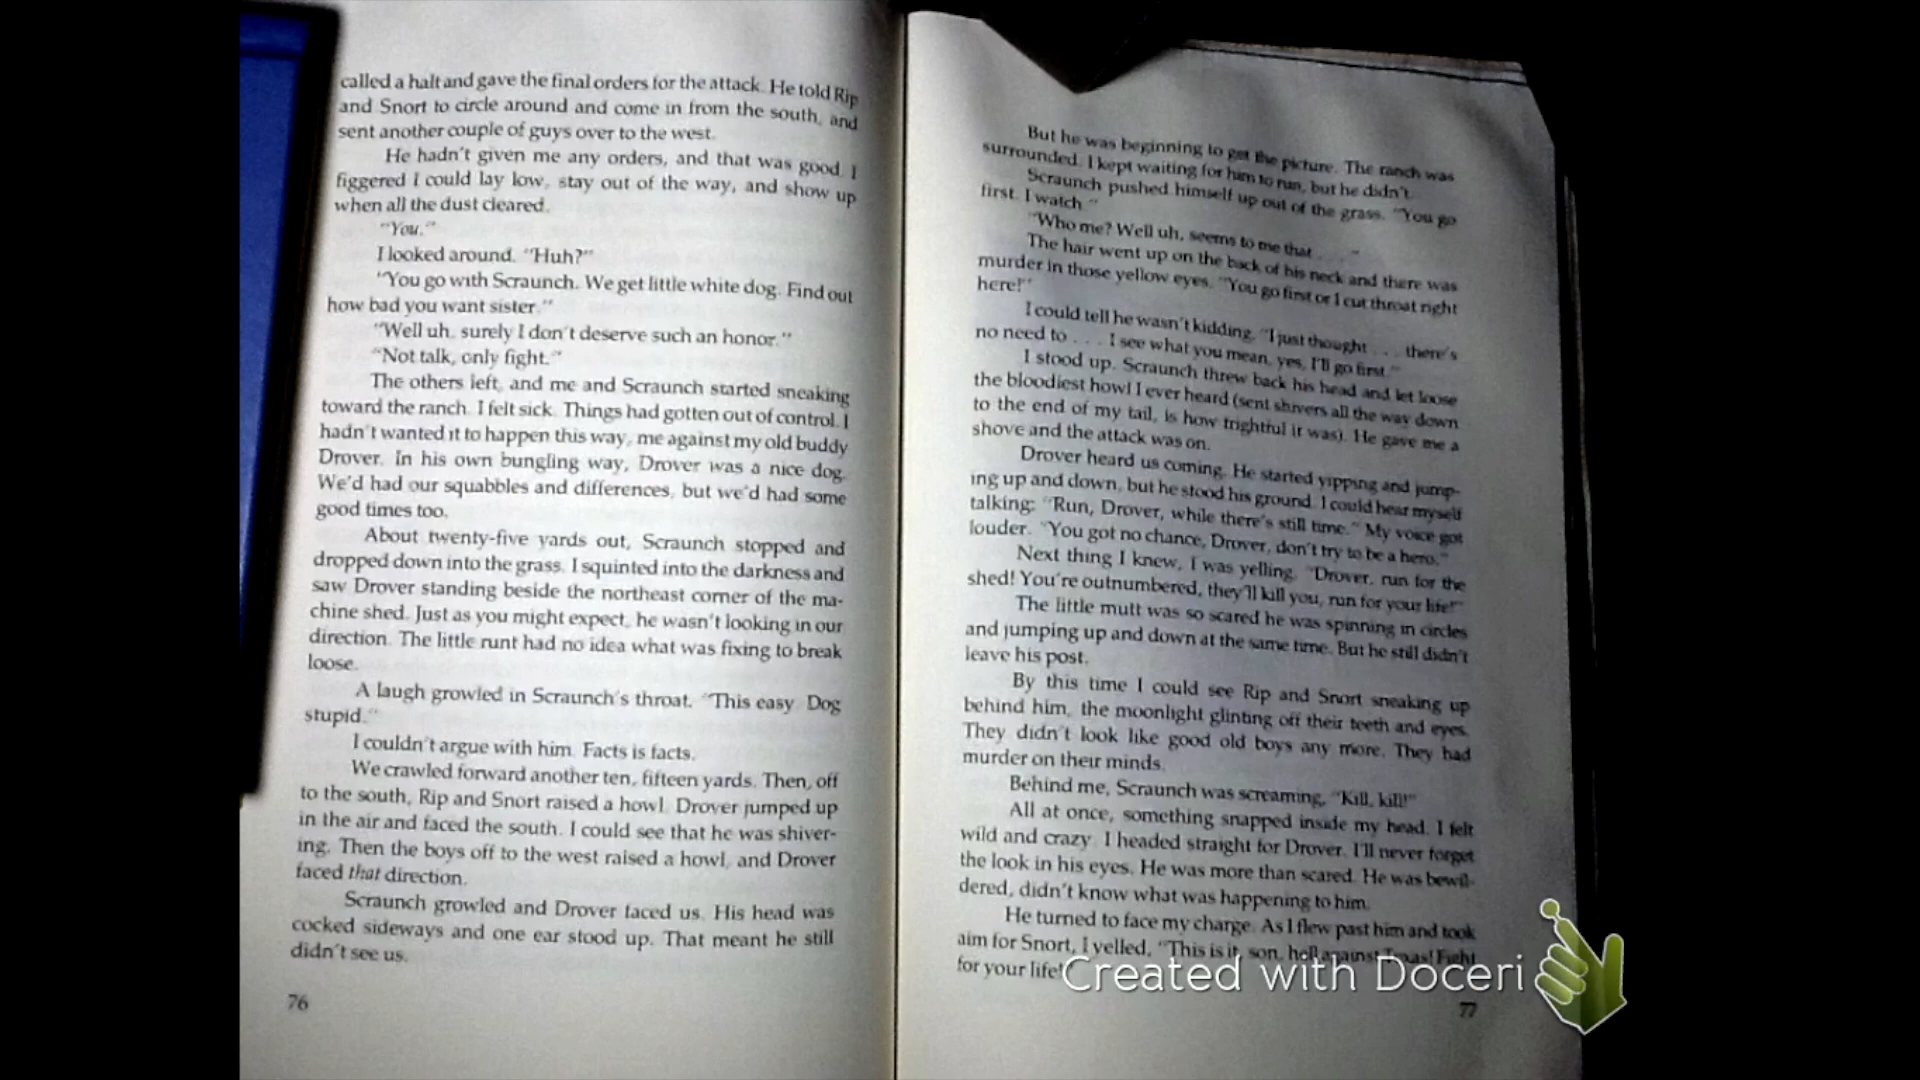 called a halt and gave the final orders for the attack. He told Rip
and Snort to circle around and come in from the south, and
sent another couple of guys over to the west.
He hadn't given me any orders, and that was good. I
figgered I could lay low, stay out of the way, and show up
when all the dust cleared.
"You."
I looked around. "Huh?"
"You go with Scraunch. We get little white dog. Find out
how bad you want sister."
"Well uh, surely I don't deserve such an honor."
"Not talk, only fight."
The others left, and me and Scraunch started sneaking
toward the ranch. I felt sick. Things had gotten out of control. I
hadn't wanted it to happen this way, me against my old buddy
Drover. In his own bungling way, Drover was a nice dog.
We'd had our squabbles and differences, but we'd had some
good times too.
About twenty-five yards out, Scraunch stopped and
dropped down into the grass. I squinted into the darkness and
saw Drover standing beside the northeast corner of the ma-
chine shed. Just as you might expect, he wasn't looking in our
direction. The little runt had no idea what was fixing to break
loose.
A laugh growled in Scraunch's throat. "This easy. Dog
stupid."
I couldn't argue with him. Facts is facts.
We crawled forward another ten, fifteen yards. Then, off
to the south, Rip and Snort raised a howl. Drover jumped up
in the air and faced the south. I could see that he was shiver-
ing. Then the boys off to the west raised a howl, and Drover
faced that direction.
Scraunch growled and Drover faced us. His head was
cocked sideways and one ear stood up. That meant he still
didn't see us.
76
But he was beginning to get the picture. The ranch was
surrounded. I kept waiting for him to run, but he didn't.
Scraunch pushed himself up out of the grass. "You go
first. I watch."
"Who me? Well uh, seems to me that . . . ."
The hair went up on the back of his neck and there was
murder in those yellow eyes. "You go first or I cut throat right
here!"
I could tell he wasn't kidding. "I just thought . . . there's
no need to . . . I see what you mean, yes, I'll go first."
I stood up. Scraunch threw back his head and let loose
the bloodiest howl I ever heard (sent shivers all the way down
to the end of my tail, is how frightful it was). He gave me a
shove and the attack was on.
Drover heard us coming. He started yipping and jump-
ing up and down, but he stood his ground. I could hear myself
talking: "Run, Drover, while there's still time." My voice got
louder. "You got no chance, Drover, don't try to be a hero."
Next thing I knew, I was yelling. "Drover, run for the
shed! You're outnumbered, they'll kill you, run for your life!"
The little mutt was so scared he was spinning in circles
and jumping up and down at the same time. But he still didn't
leave his post.
By this time I could see Rip and Snort sneaking up
behind him, the moonlight glinting off their teeth and eyes.
They didn't look like good old boys any more. They had
murder on their minds.
Behind me, Scraunch was screaming, "Kill, kill!"
All at once, something snapped inside my head. I felt
wild and crazy. I headed straight for Drover. I'll never forget
the look in his eyes. He was more than scared. He was bewil-
dered, didn't know what was happening to him.
He turned to face my charge. As I flew past him and took
aim for Snort, I yelled, "This is it, son, hell against Texas! Fight
for your life!
Created with Doceri
77